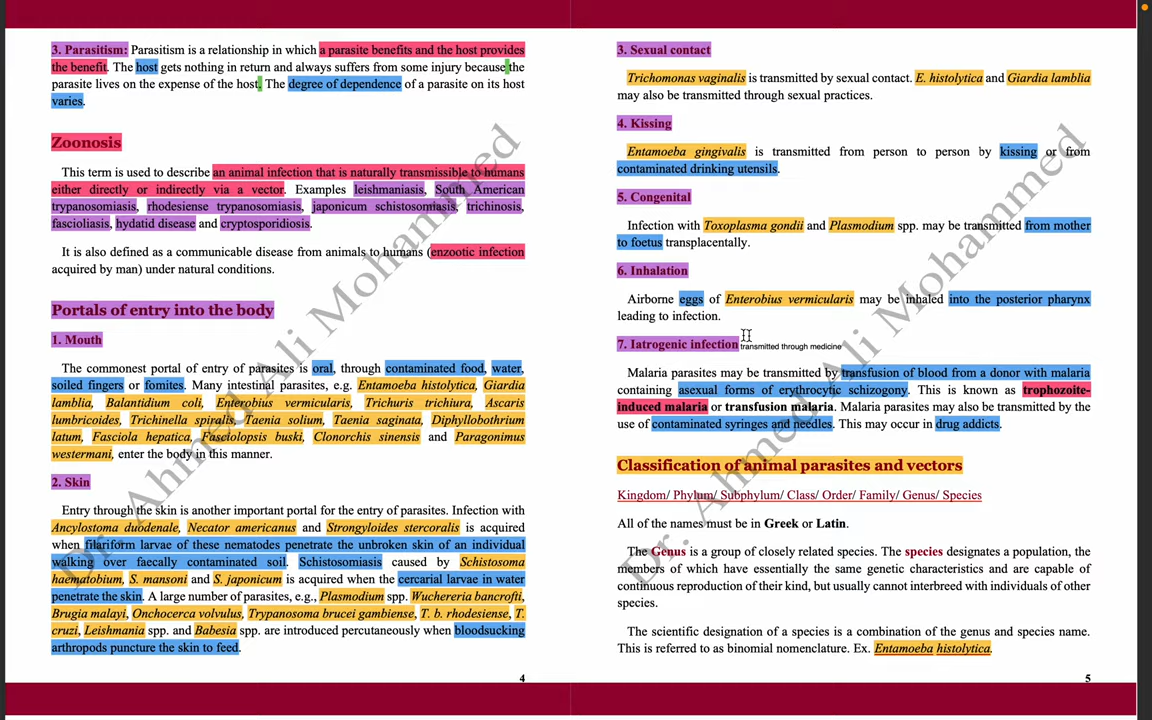 3. Parasitism: Parasitism is a relationship in which a parasite benefits and the host provides
the benefit. The host gets nothing in return and always suffers from some injury because the
parasite lives on the expense of the host. The degree of dependence of a parasite on its host
varies.
Zoonosis
This term is used to describe an animal infection that is naturally transmissible to humans
either directly or indirectly via a vector. Examples leishmaniasis, South American
trypanosomiasis, rhodesiense trypanosomiasis, japonicum schistosomiasis, trichinosis,
fascioliasis, hydatid disease and cryptosporidiosis.
It is also defined as a communicable disease from animals to humans (enzootic infection
acquired by man) under natural conditions.
Portals of entry into the body
1. Mouth
The commonest portal of entry of parasites is oral, through contaminated food, water,
soiled fingers or fomites. Many intestinal parasites, e.g. Entamoeba histolytica, Giardia
lamblia, Balantidium coli, Enterobius vermicularis, Trichuris trichiura, Ascaris
lumbricoides, Trichinella spiralis, Taenia solium, Taenia saginata, Diphyllobothrium
latum, Fasciola hepatica, Fasciolopsis buski, Clonorchis sinensis and Paragonimus
westermani, enter the body in this manner.
2. Skin
Entry through the skin is another important portal for the entry of parasites. Infection with
Ancylostoma duodenale, Necator americanus and Strongyloides stercoralis is acquired
when filariform larvae of these nematodes penetrate the unbroken skin of an individual
walking over faecally contaminated soil. Schistosomiasis caused by Schistosoma
haematobium, S. mansoni and S. japonicum is acquired when the cercarial larvae in water
penetrate the skin. A large number of parasites, e.g., Plasmodium spp. Wuchereria bancrofti,
Brugia malayi, Onchocerca volvulus, Trypanosoma brucei gambiense, T. b. rhodesiense, T.
cruzi, Leishmania spp. and Babesia spp. are introduced percutaneously when bloodsucking
arthropods puncture the skin to feed.
4
Dr. Ahmed Ali Mohammed
3. Sexual contact
Trichomonas vaginalis is transmitted by sexual contact. E. histolytica and Giardia lamblia
may also be transmitted through sexual practices.
4. Kissing
Entamoeba gingivalis is transmitted from person to person by kissing or from
contaminated drinking utensils.
5. Congenital
Infection with Toxoplasma gondii and Plasmodium spp. may be transmitted from mother
to foetus transplacentally.
6. Inhalation
Airborne eggs of Enterobius vermicularis may be inhaled into the posterior pharynx
leading to infection.
7. Iatrogenic infection transmitted through medicine
Malaria parasites may be transmitted by transfusion of blood from a donor with malaria
containing asexual forms of erythrocytic schizogony. This is known as trophozoite-
induced malaria or transfusion malaria. Malaria parasites may also be transmitted by the
use of contaminated syringes and needles. This may occur in drug addicts.
Classification of animal parasites and vectors
Kingdom/ Phylum/ Subphylum/ Class/ Order/ Family/ Genus/ Species
All of the names must be in Greek or Latin.
The Genus is a group of closely related species. The species designates a population, the
members of which have essentially the same genetic characteristics and are capable of
continuous reproduction of their kind, but usually cannot interbreed with individuals of other
species.
The scientific designation of a species is a combination of the genus and species name.
This is referred to as binomial nomenclature. Ex. Entamoeba histolytica.
5
Dr. Ahmed Ali Mohammed